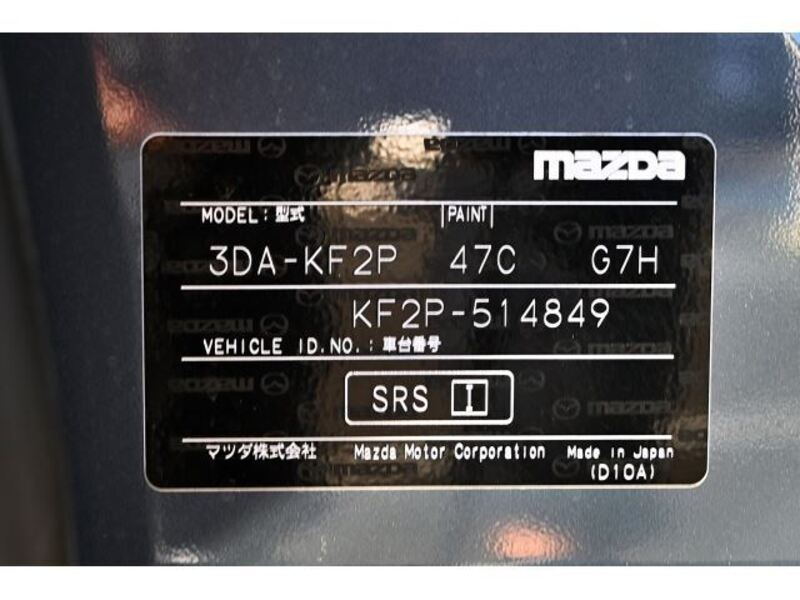 mazda
MODEL : 型式 |PAINT|
3DA-KF2P 47C G7H
KF2P-514849
VEHICLE ID.NO. : 車台番号
SRS I
マツダ株式会社 Mazda Motor Corporation Made in Japan
(D10A)